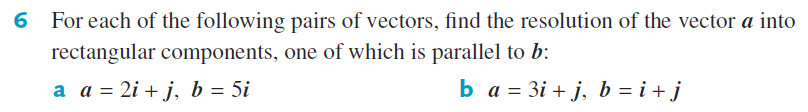 6 For each of the following pairs of vectors, find the resolution of the vector a into
rectangular components, one of which is parallel to b:
a a = 2i + j, b = 5i b a = 3i + j, b = i + j